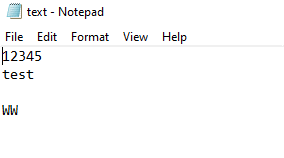 text - Notepad
File Edit Format View Help
12345
test

WW